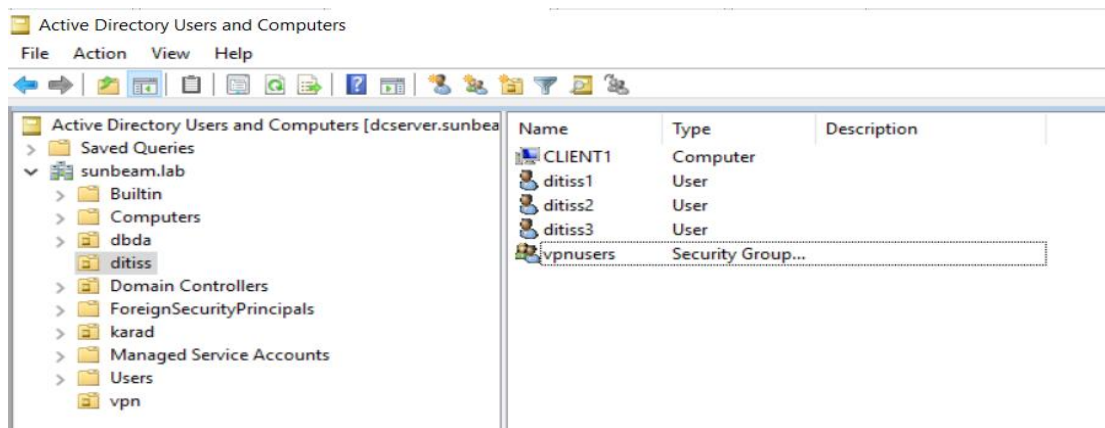 Active Directory Users and Computers
File Action View Help
Active Directory Users and Computers [dcserver.sunbea
Saved Queries
sunbeam.lab
Builtin
Computers
dbda
ditiss
Domain Controllers
ForeignSecurityPrincipals
karad
Managed Service Accounts
Users
vpn
Name Type Description
CLIENT1 Computer
ditiss1 User
ditiss2 User
ditiss3 User
vpnusers Security Group...